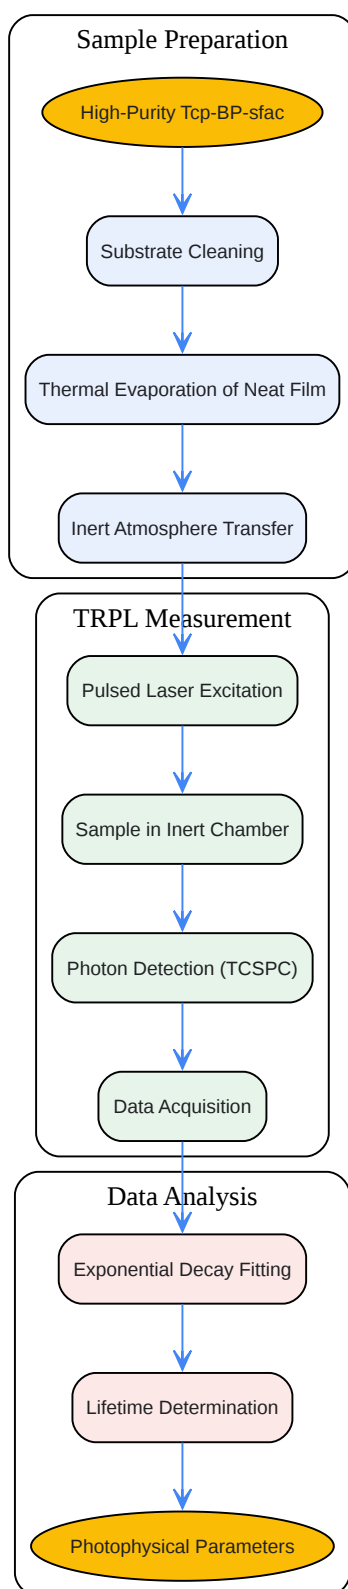 Sample Preparation
High-Purity Tcp-BP-sfac
Substrate Cleaning
Thermal Evaporation of Neat Film
Inert Atmosphere Transfer
TRPL Measurement
Pulsed Laser Excitation
Sample in Inert Chamber
Photon Detection (TCSPC)
Data Acquisition
Data Analysis
Exponential Decay Fitting
Lifetime Determination
Photophysical Parameters